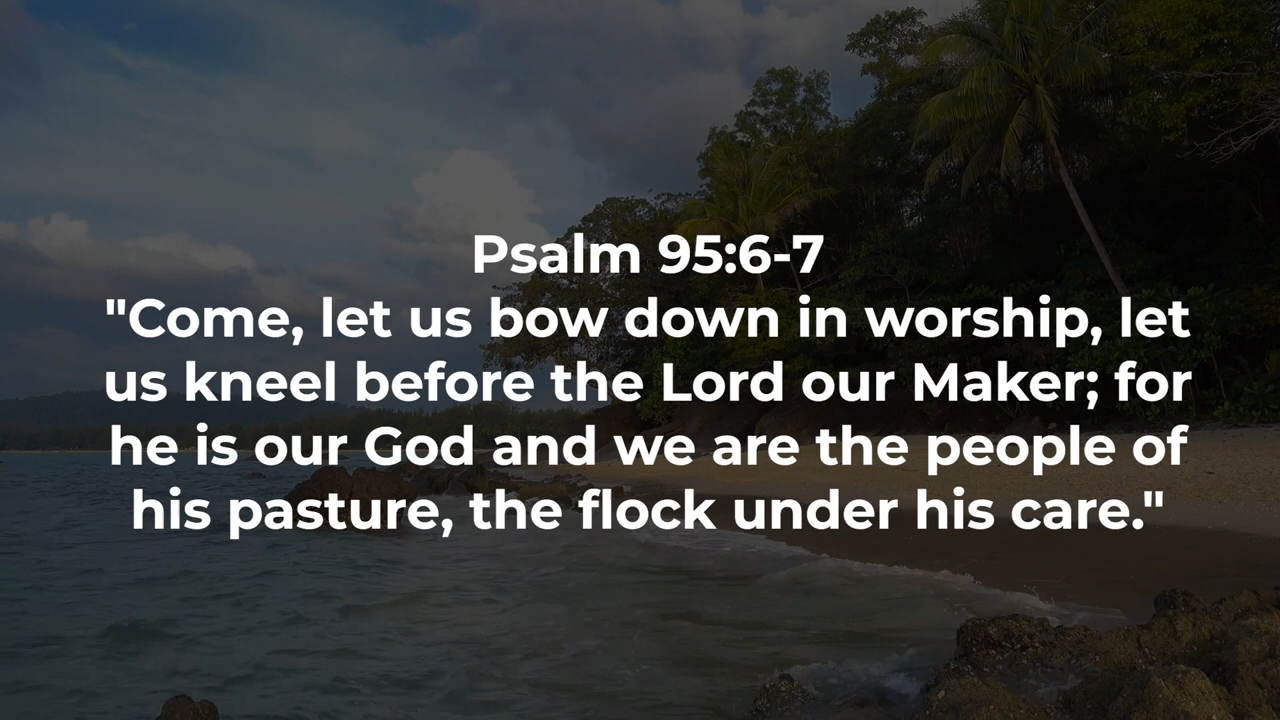 Psalm 95:6-7
"Come, let us bow down in worship, let
us kneel before the Lord our Maker; for
he is our God and we are the people of
his pasture, the flock under his care."